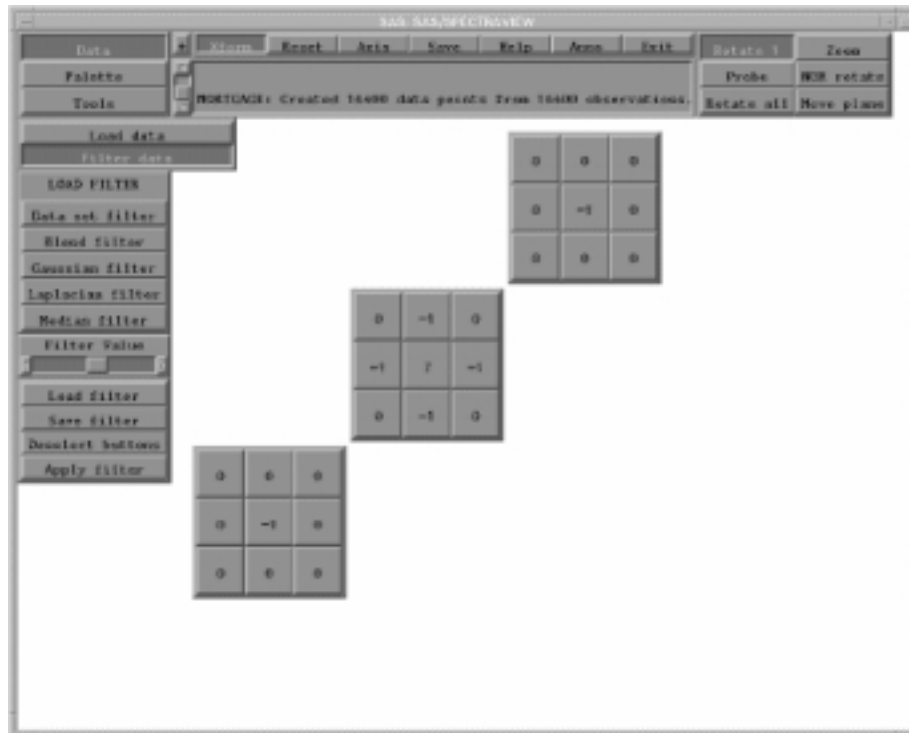 SAS: SAS/SPECTRAVIEW
Data
Palette
Tools
+
Xform Reset Axis Save Help Anno Exit
MORTGAGE: Created 16400 data points from 16400 observations.
Rotate 1 Zoom
Probe NOR rotate
Rotate all Move plane
Load data
Filter data
LOAD FILTER
Data set filter
Blend filter
Gaussian filter
Laplacian filter
Median filter
Filter Value
Load filter
Save filter
Deselect buttons
Apply filter
0 0 0
0 -1 0
0 0 0
0 -1 0
-1 7 -1
0 -1 0
0 0 0
0 -1 0
0 0 0